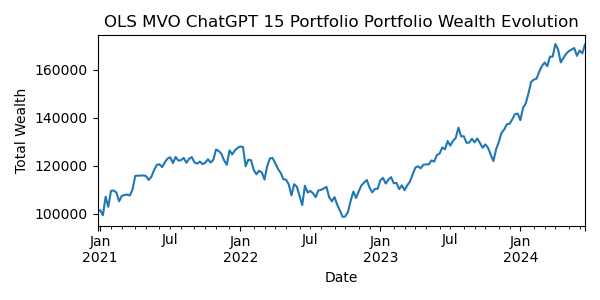 OLS MVO ChatGPT 15 Portfolio Portfolio Wealth Evolution
Total Wealth
160000
140000
120000
100000
Jan Jul Jan Jul Jan Jul Jan
2021 2022 2023 2024
Date